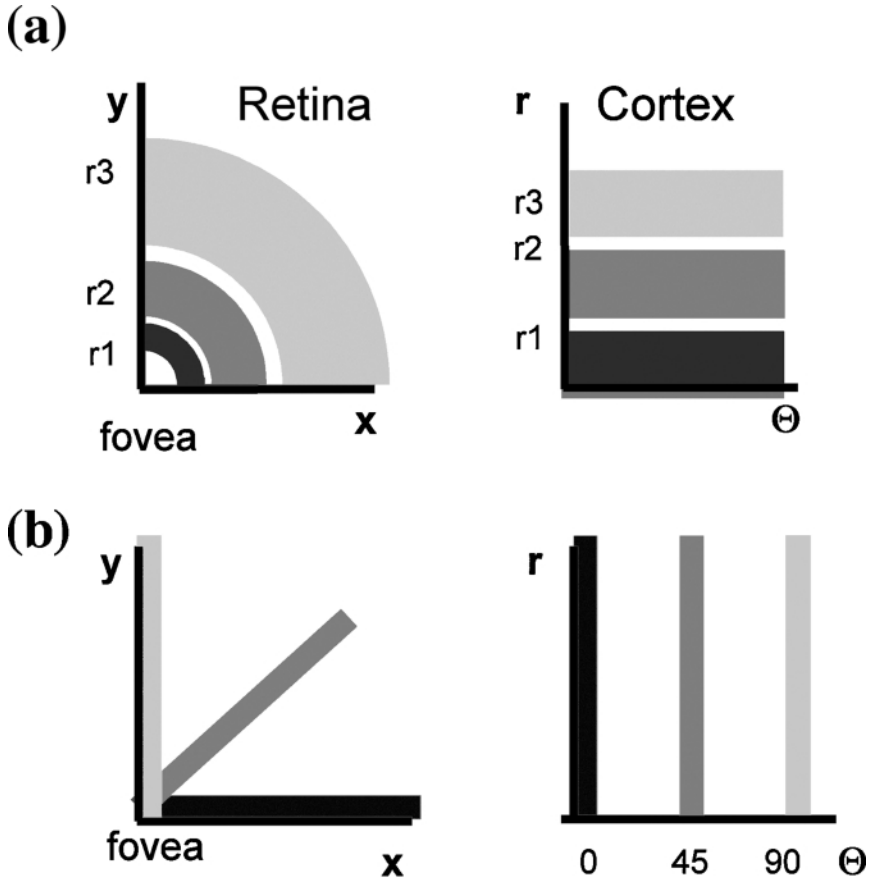 (a)
y Retina
r3
r2
r1
x
fovea
r Cortex
r3
r2
r1
Θ
(b)
y
fovea
x
r
0 45 90 Θ